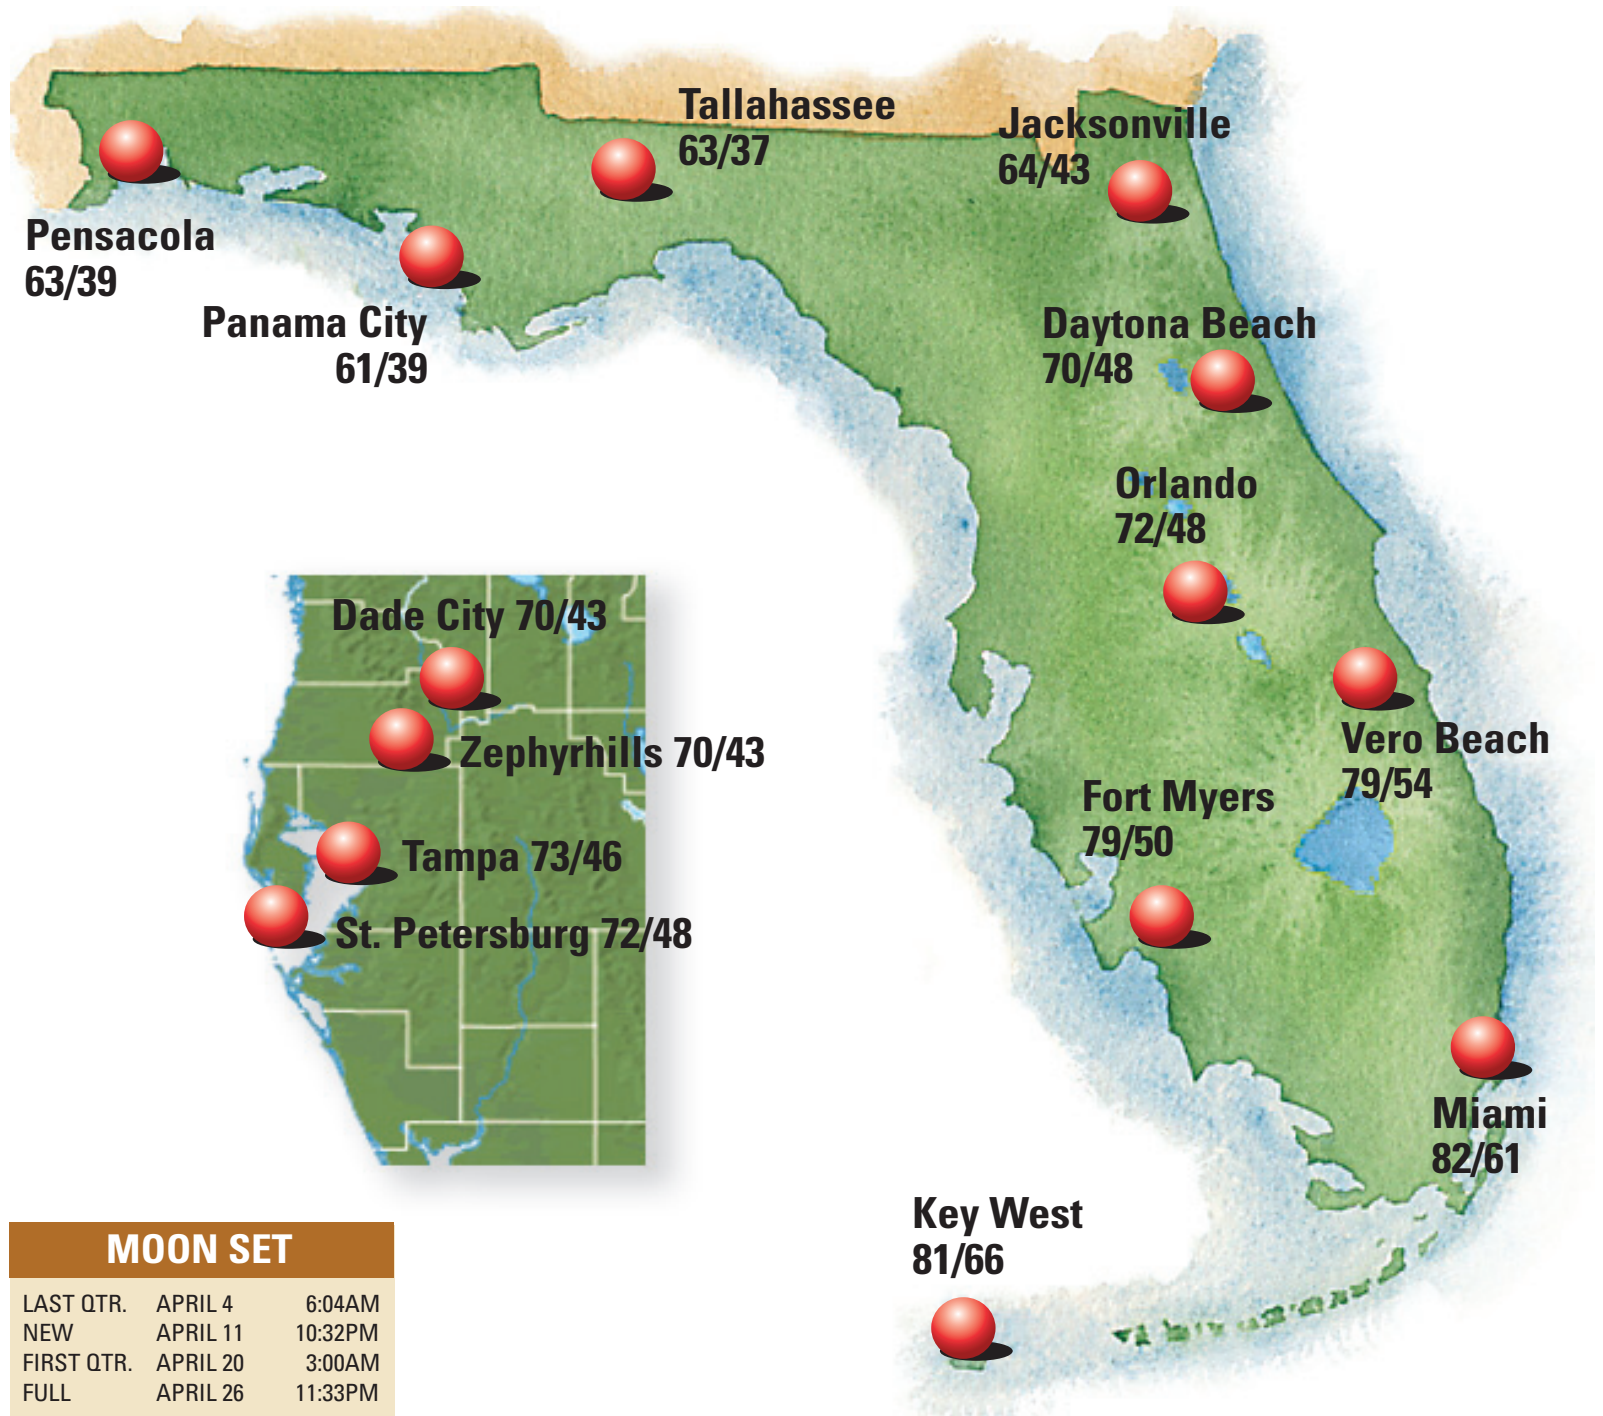 Tallahassee
63/37
Jacksonville
64/43
Pensacola
63/39
Panama City
61/39
Daytona Beach
70/48
Orlando
72/48
Dade City 70/43
Zephyrhills 70/43
Vero Beach
79/54
Fort Myers
79/50
Tampa 73/46
St. Petersburg 72/48
Miami
82/61
Key West
81/66
MOON SET
LAST QTR. APRIL 4 6:04AM
NEW APRIL 11 10:32PM
FIRST QTR. APRIL 20 3:00AM
FULL APRIL 26 11:33PM